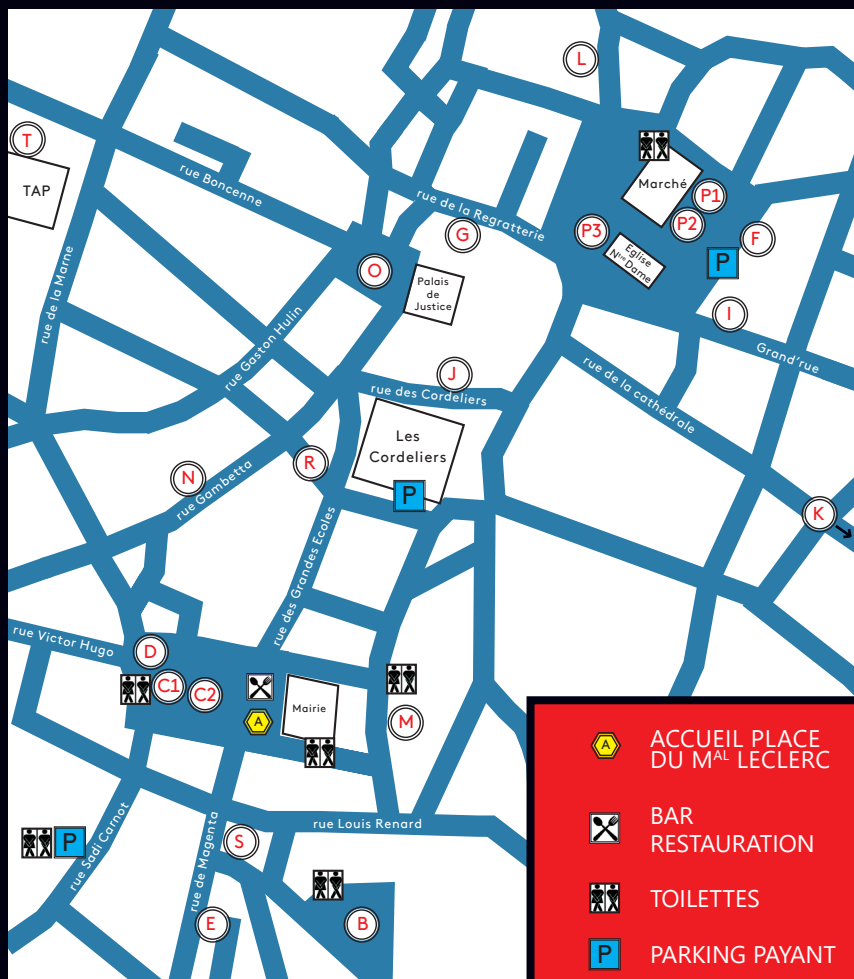 L
T
TAP
rue Boncenne
Marché
P1
P2
P3
F
G
rue de la Regratterie
Eglise
Nᵗʳᵉ Dame
P
O
Palais
de
Justice
rue de la Marne
I
Grand'rue
rue Gaston Hulin
J
rue des Cordeliers
rue de la cathédrale
Les
Cordeliers
R
N
rue Gambetta
P
K
rue des Grandes Ecoles
rue Victor Hugo
D
C1
C2
A
Mairie
M
rue Sadi Carnot
P
rue de Magenta
S
rue Louis Renard
E
B
A
ACCUEIL PLACE
DU Mᴬᴸ LECLERC
BAR
RESTAURATION
TOILETTES
P
PARKING PAYANT